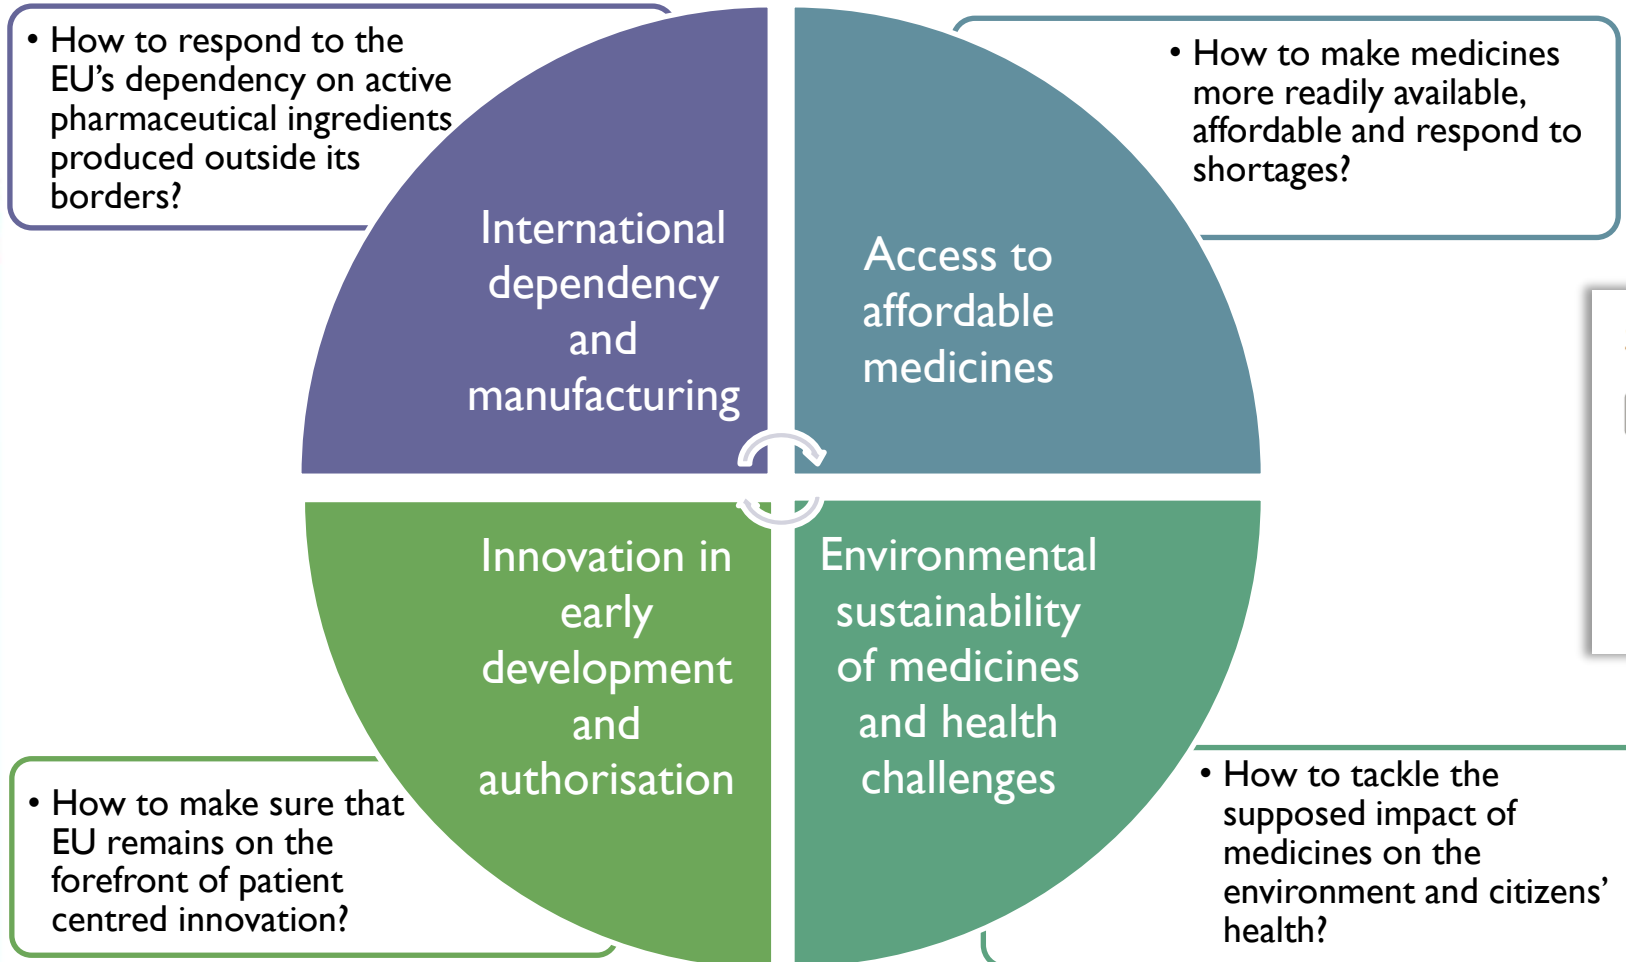 • How to respond to the
EU’s dependency on active
pharmaceutical ingredients
produced outside its
borders?
• How to make medicines
more readily available,
affordable and respond to
shortages?
International
dependency
and
manufacturing
Access to
affordable
medicines
Innovation in
early
development
and
authorisation
Environmental
sustainability
of medicines
and health
challenges
• How to make sure that
EU remains on the
forefront of patient
centred innovation?
• How to tackle the
supposed impact of
medicines on the
environment and citizens’
health?